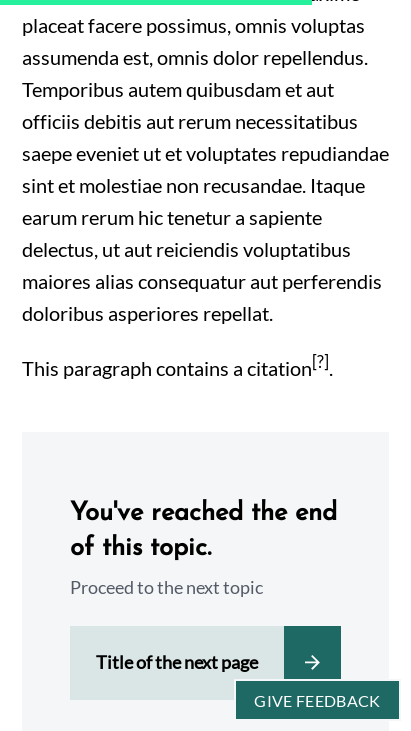 placeat facere possimus, omnis voluptas
assumenda est, omnis dolor repellendus.
Temporibus autem quibusdam et aut
officiis debitis aut rerum necessitatibus
saepe eveniet ut et voluptates repudiandae
sint et molestiae non recusandae. Itaque
earum rerum hic tenetur a sapiente
delectus, ut aut reiciendis voluptatibus
maiores alias consequatur aut perferendis
doloribus asperiores repellat.
This paragraph contains a citation[?].
You've reached the end
of this topic.
Proceed to the next topic
Title of the next page
GIVE FEEDBACK